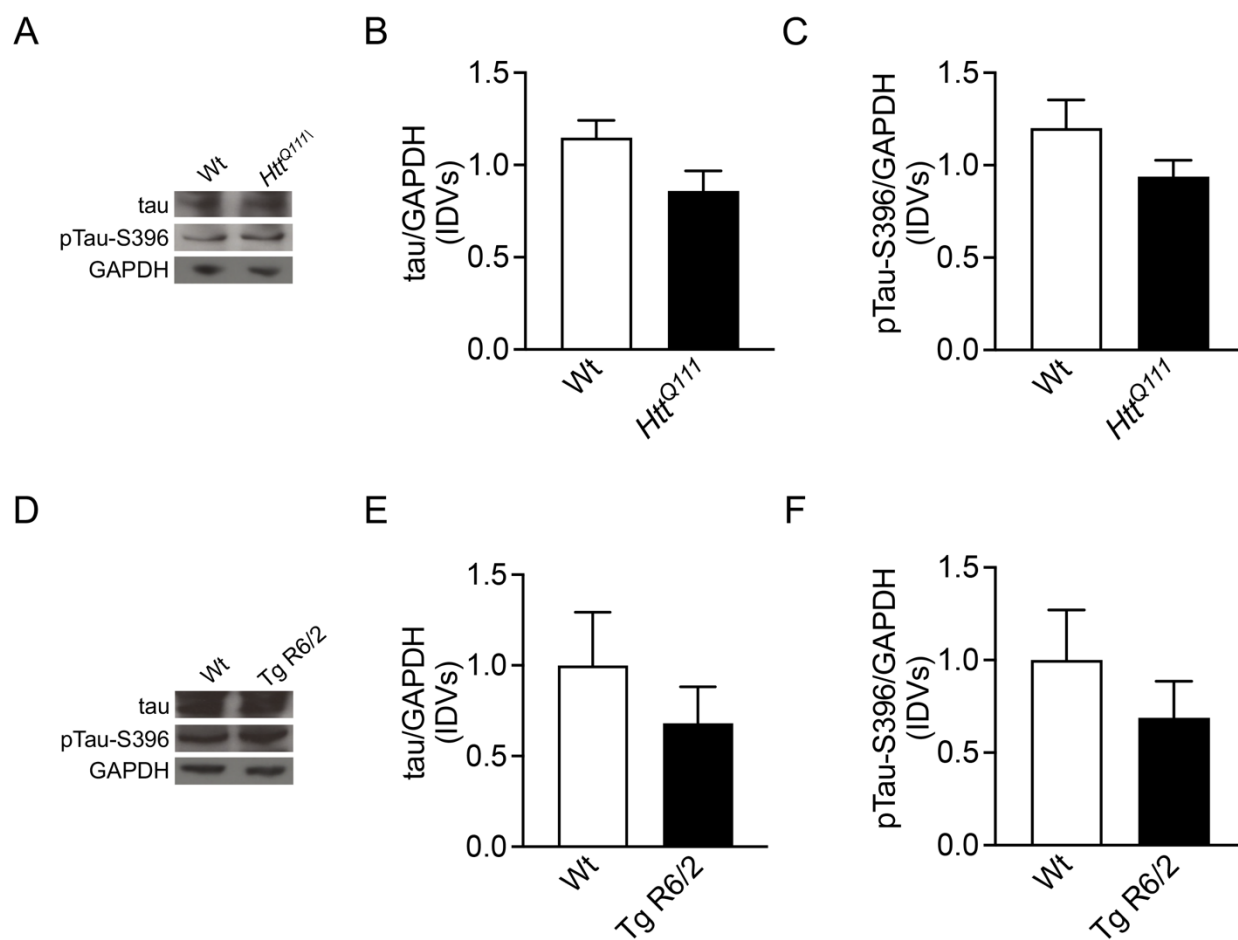 A
Wt
Htt^Q111\
tau
pTau-S396
GAPDH
B
tau/GAPDH
(IDVs)
1.5
1.0
0.5
0.0
Wt
Htt^Q111
C
pTau-S396/GAPDH
(IDVs)
1.5
1.0
0.5
0.0
Wt
Htt^Q111
D
Wt
Tg R6/2
tau
pTau-S396
GAPDH
E
tau/GAPDH
(IDVs)
1.5
1.0
0.5
0.0
Wt
Tg R6/2
F
pTau-S396/GAPDH
(IDVs)
1.5
1.0
0.5
0.0
Wt
Tg R6/2